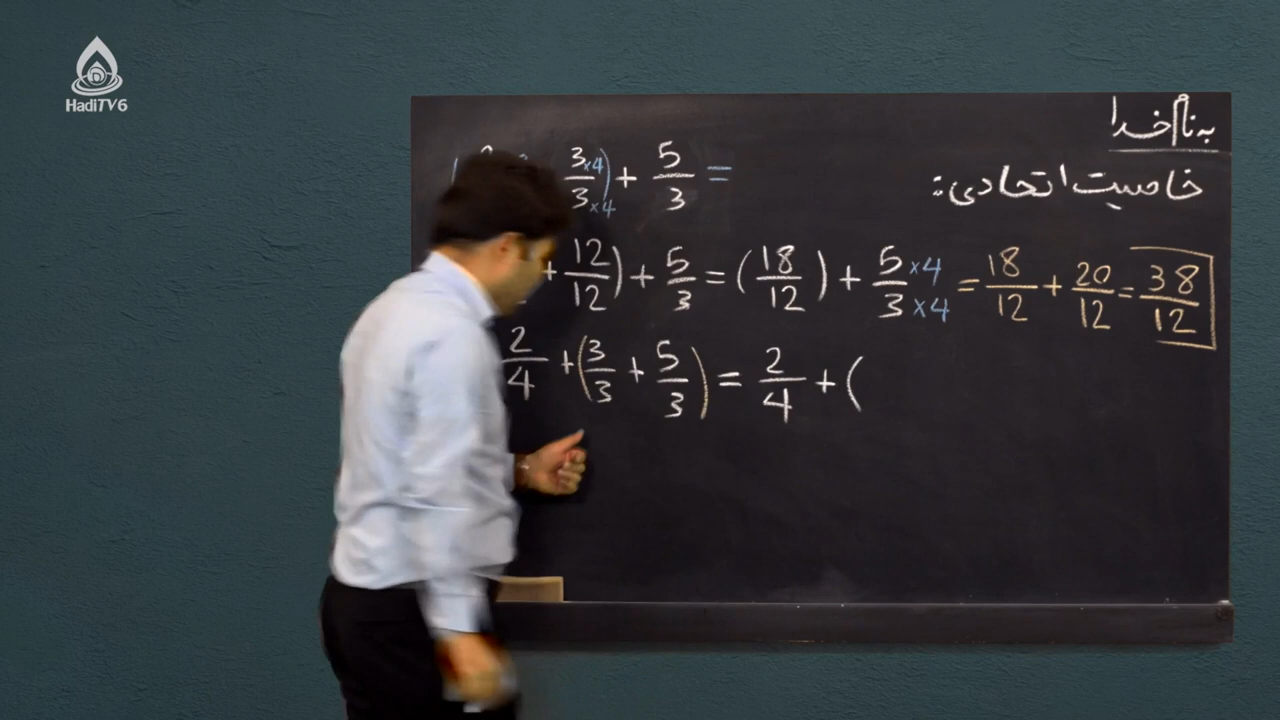 HadiTV6
به نام خدا
خاصیت اتحادی:
3/3 ×4/×4) + 5/3 =
+ 12/12) + 5/3 = (18/12) + 5/3 ×4/×4 = 18/12 + 20/12 = 38/12
2/4 + (3/3 + 5/3) = 2/4 + (